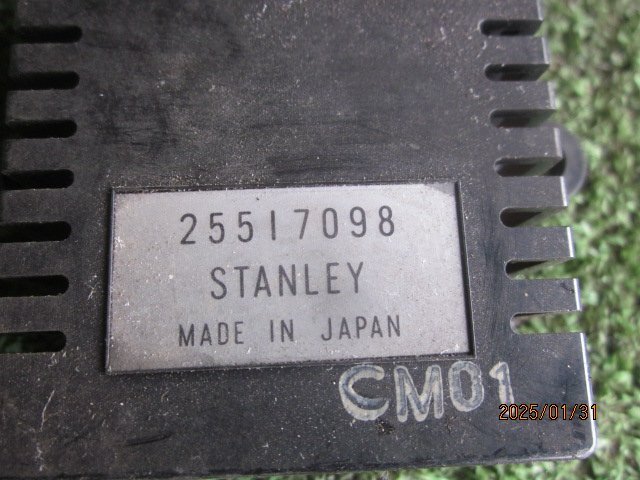 25517098
STANLEY
MADE IN JAPAN
CM01
2025/01/31